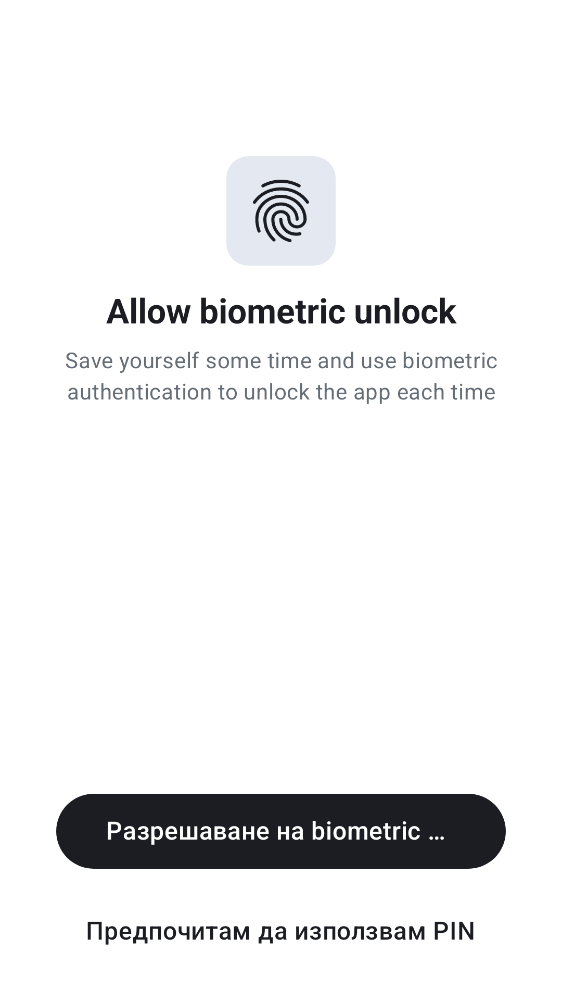 Allow biometric unlock
Save yourself some time and use biometric
authentication to unlock the app each time
Разрешаване на biometric ...
Предпочитам да използвам PIN